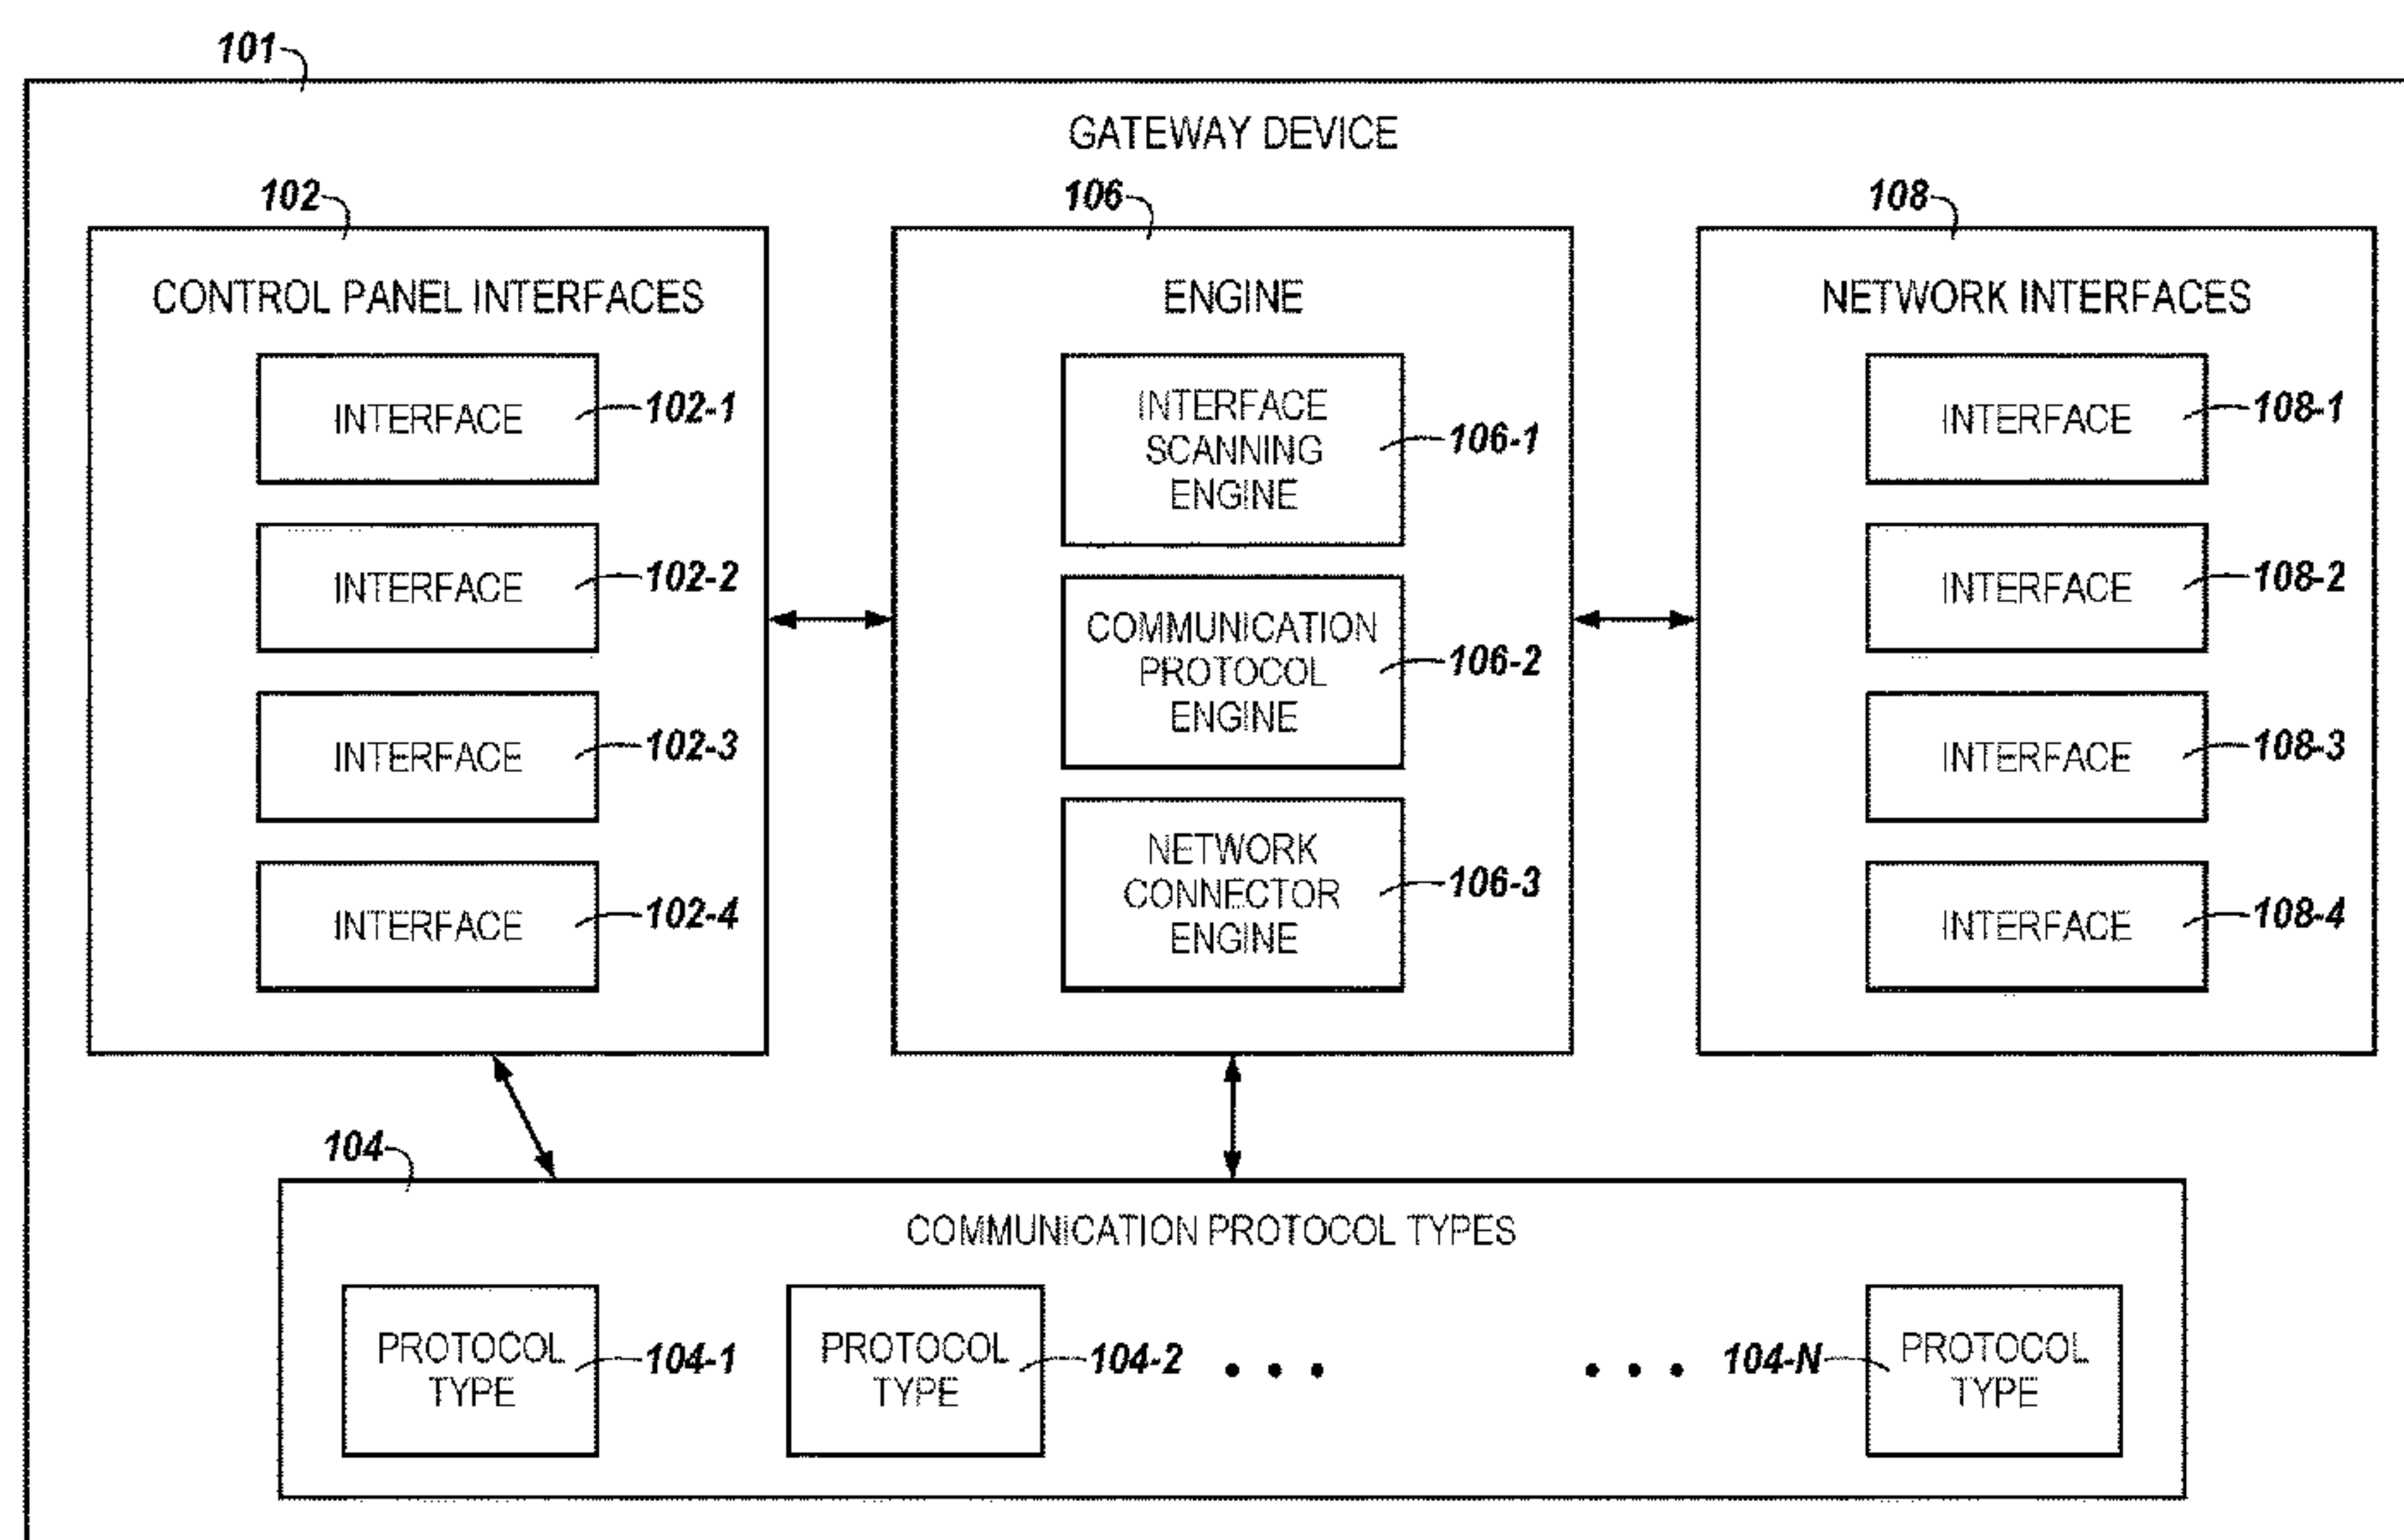 101
GATEWAY DEVICE
102
106
108
CONTROL PANEL INTERFACES
INTERFACE
102-1
INTERFACE
102-2
INTERFACE
102-3
INTERFACE
102-4
ENGINE
INTERFACE
SCANNING
ENGINE
106-1
COMMUNICATION
PROTOCOL
ENGINE
106-2
NETWORK
CONNECTOR
ENGINE
106-3
NETWORK INTERFACES
INTERFACE
108-1
INTERFACE
108-2
INTERFACE
108-3
INTERFACE
108-4
104
COMMUNICATION PROTOCOL TYPES
PROTOCOL
TYPE
104-1
PROTOCOL
TYPE
104-2
• • •
• • •
104-N
PROTOCOL
TYPE